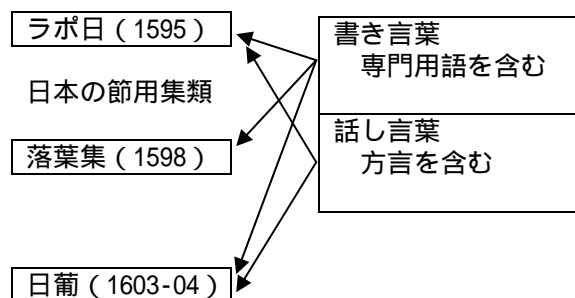 ラポ日（1595）
日本の節用集類
落葉集（1598）
日葡（1603-04）
書き言葉
専門用語を含む
話し言葉
方言を含む